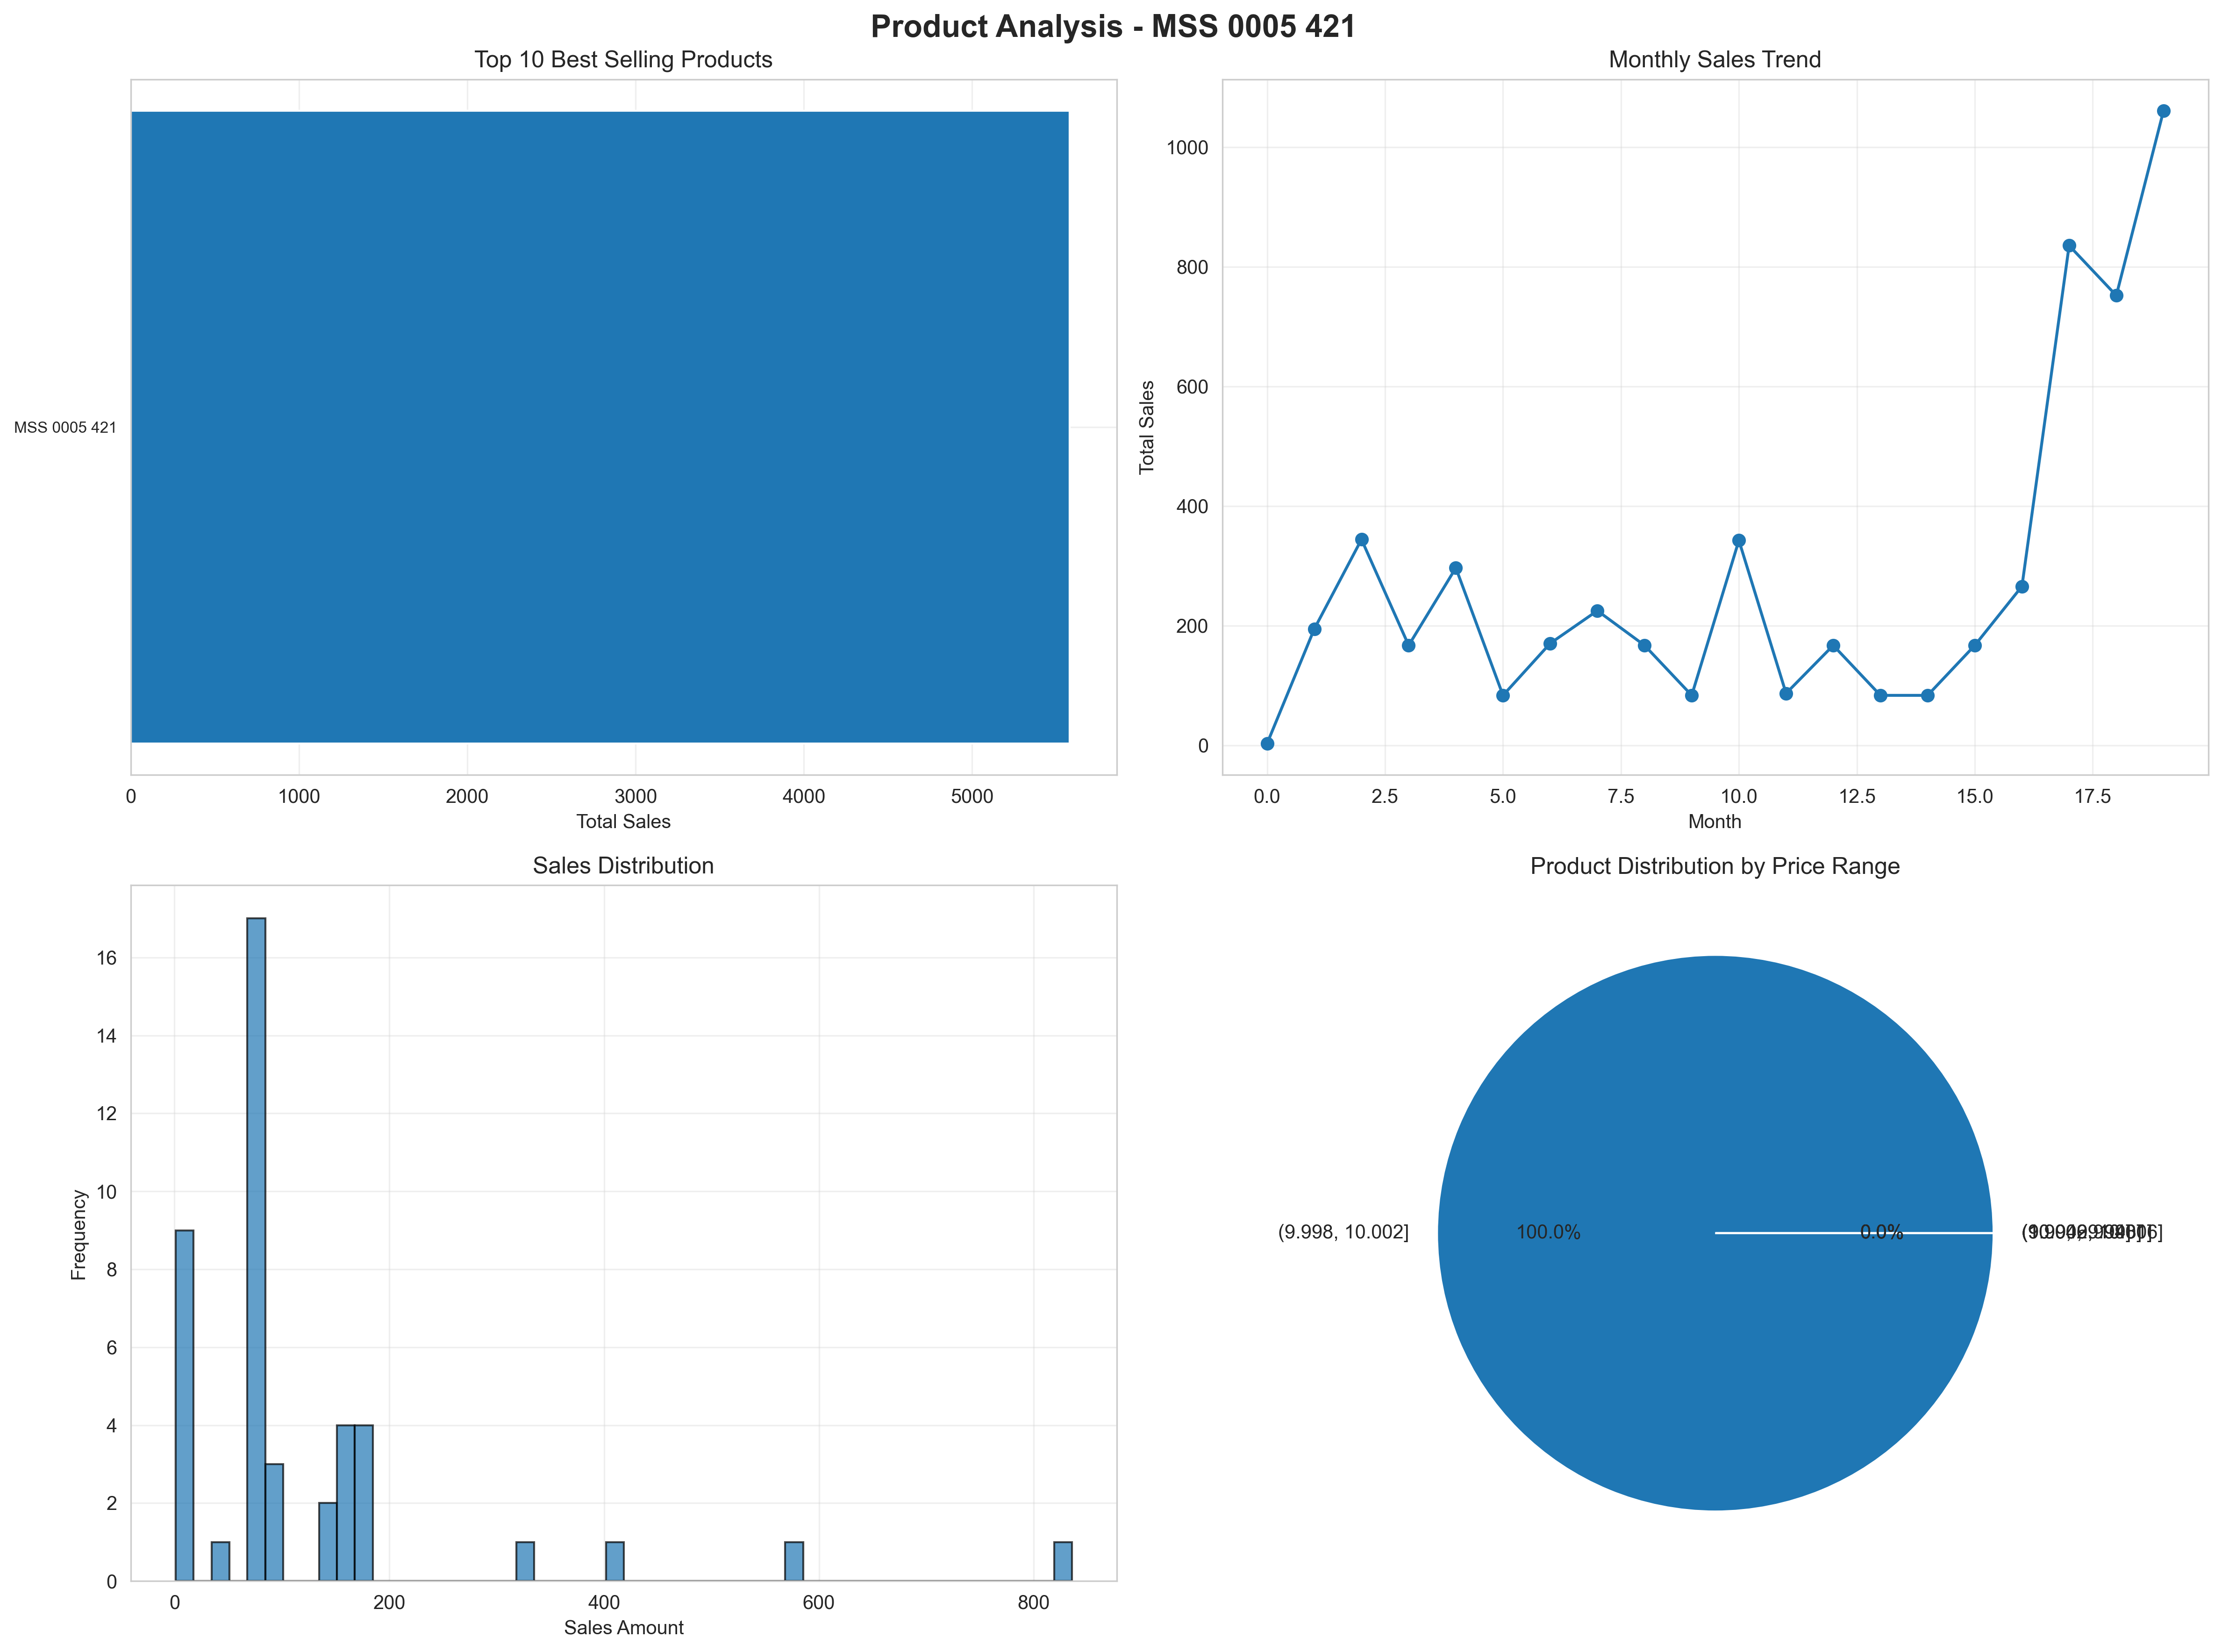 Product Analysis - MSS 0005 421
Top 10 Best Selling Products
MSS 0005 421
0 1000 2000 3000 4000 5000
Total Sales
Monthly Sales Trend
Total Sales
1000
800
600
400
200
0
0.0 2.5 5.0 7.5 10.0 12.5 15.0 17.5
Month
Sales Distribution
Frequency
16
14
12
10
8
6
4
2
0
0 200 400 600 800
Sales Amount
Product Distribution by Price Range
(9.998, 10.002]
100.0%
0.0%